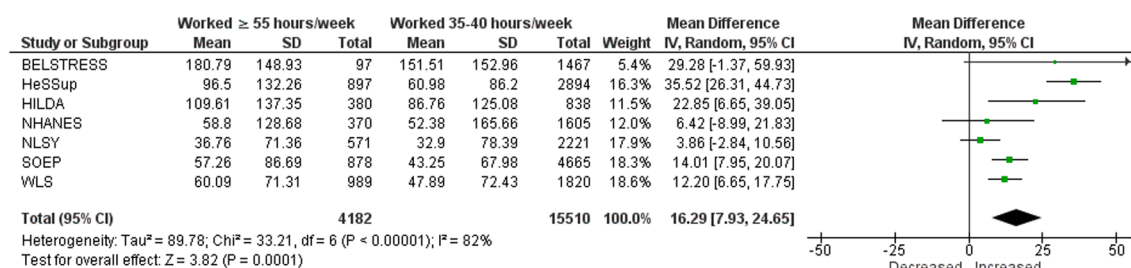 Worked ≥ 55 hours/week Worked 35-40 hours/week Mean Difference Mean Difference
Study or Subgroup Mean SD Total Mean SD Total Weight IV, Random, 95% CI IV, Random, 95% CI
BELSTRESS 180.79 148.93 97 151.51 152.96 1467 5.4% 29.28 [-1.37, 59.93]
HeSSup 96.5 132.26 897 60.98 86.2 2894 16.3% 35.52 [26.31, 44.73]
HILDA 109.61 137.35 380 86.76 125.08 838 11.5% 22.85 [6.65, 39.05]
NHANES 58.8 128.68 370 52.38 165.66 1605 12.0% 6.42 [-8.99, 21.83]
NLSY 36.76 71.36 571 32.9 78.39 2221 17.9% 3.86 [-2.84, 10.56]
SOEP 57.26 86.69 878 43.25 67.98 4665 18.3% 14.01 [7.95, 20.07]
WLS 60.09 71.31 989 47.89 72.43 1820 18.6% 12.20 [6.65, 17.75]
Total (95% CI) 4182 15510 100.0% 16.29 [7.93, 24.65]
Heterogeneity: Tau² = 89.78; Chi² = 33.21, df = 6 (P < 0.00001); I² = 82%
Test for overall effect: Z = 3.82 (P = 0.0001)
-50 -25 0 25 50
Decreased Increased